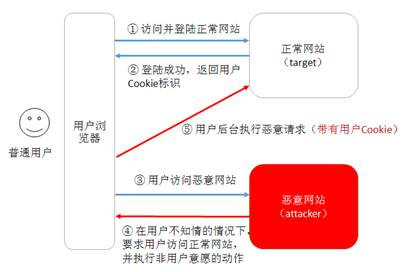 ① 访问并登陆正常网站
正常网站
（target）
② 登陆成功，返回用户
Cookie标识
用户浏
览器
普通用户
⑤ 用户后台执行恶意请求（带有用户Cookie）
③ 用户访问恶意网站
恶意网站
（attacker）
④ 在用户不知情的情况下，
要求用户访问正常网站，
并执行非用户意愿的动作